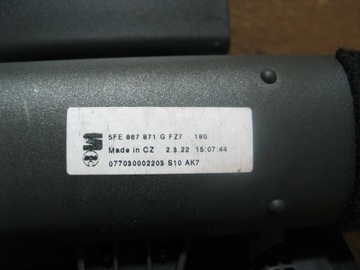 5FE 867 871 G FZ7 180
Made in CZ 2.3.22 15:07:44
077030002203 S10 AK7